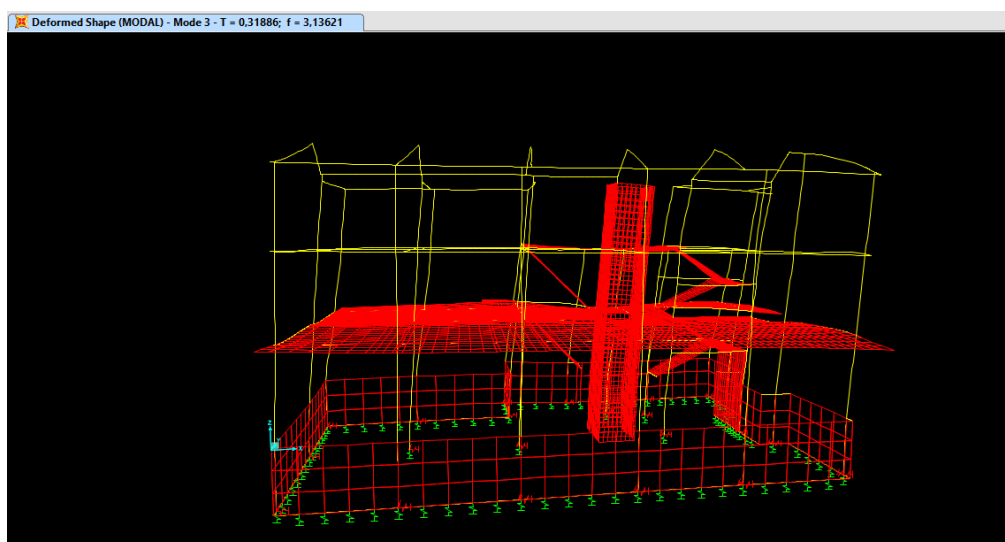 Deformed Shape (MODAL) - Mode 3 - T = 0,31886; f = 3,13621